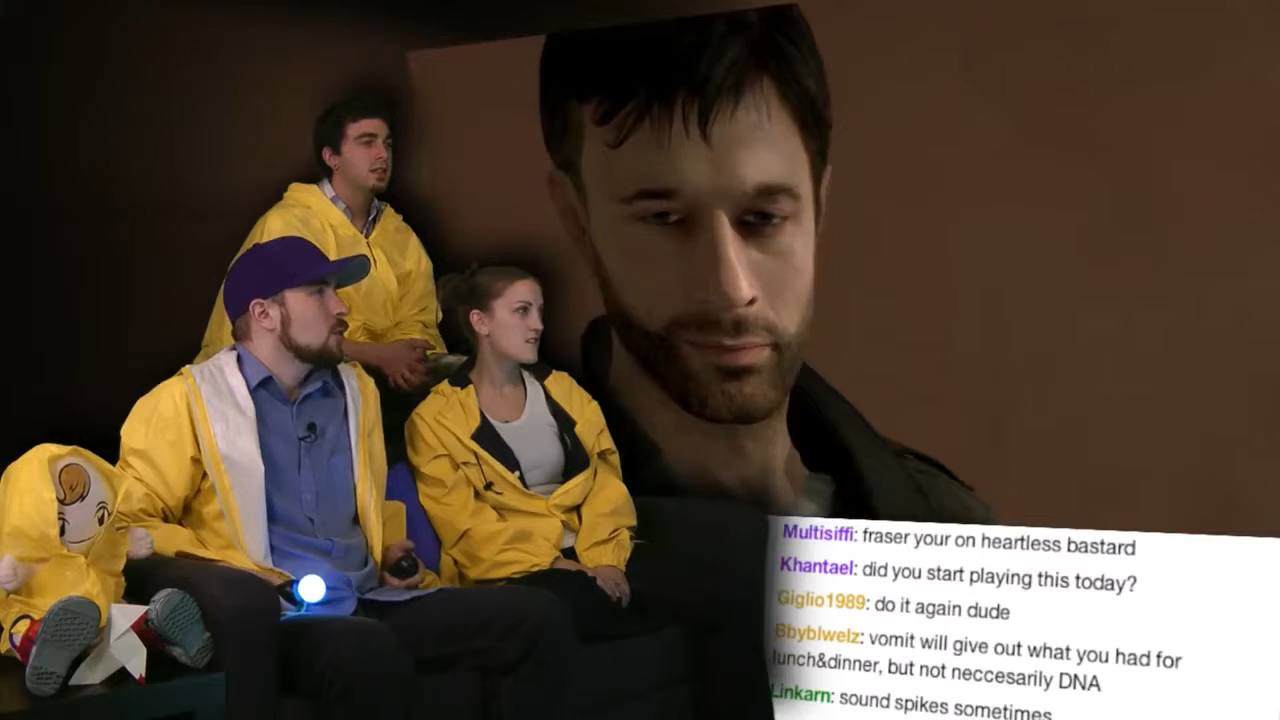 Multisiffi: fraser your on heartless bastard
Khantael: did you start playing this today?
Giglio1989: do it again dude
Bbyblwelz: vomit will give out what you had for
lunch&dinner, but not neccesarily DNA
Linkarn: sound spikes sometimes